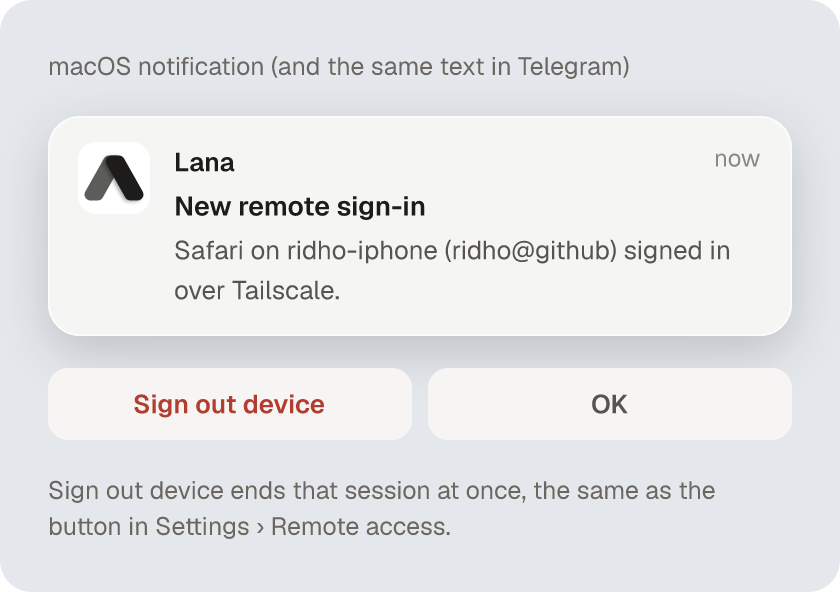 macOS notification (and the same text in Telegram)
Lana
now
New remote sign-in
Safari on ridho-iphone (ridho@github) signed in
over Tailscale.
Sign out device
OK
Sign out device ends that session at once, the same as the
button in Settings › Remote access.